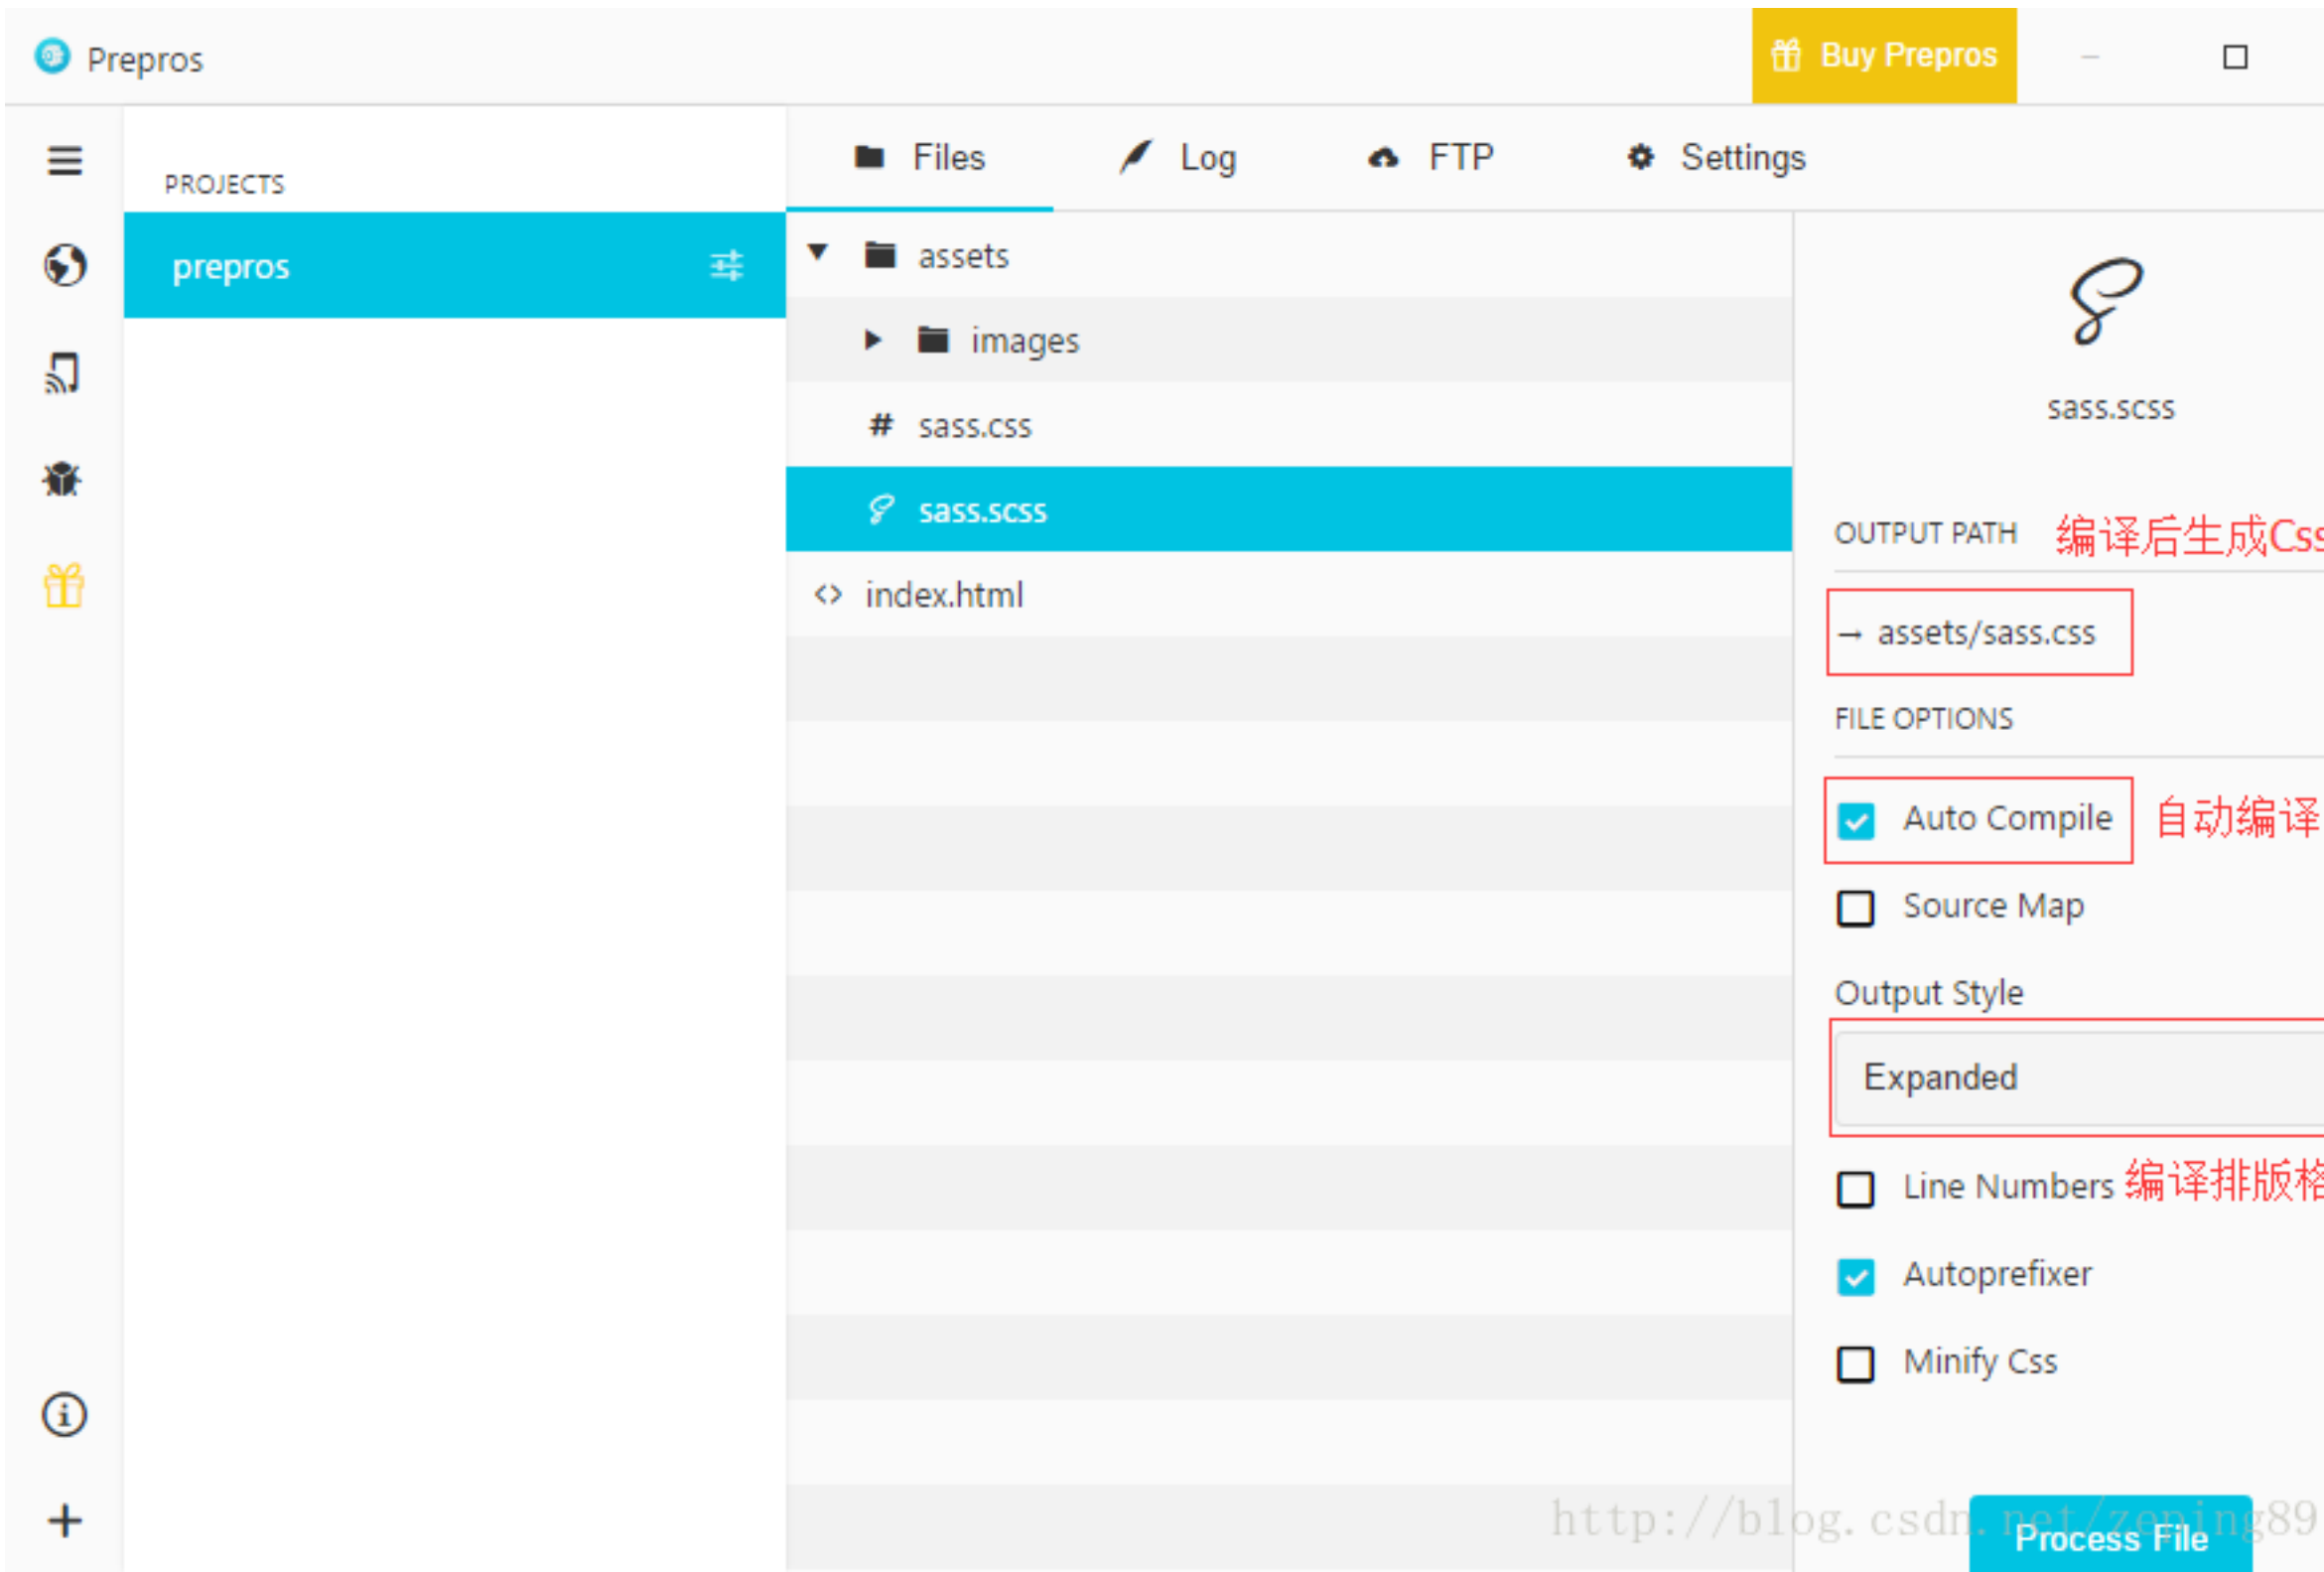 Prepros
Buy Prepros
PROJECTS
prepros
Files
Log
FTP
Settings
assets
images
# sass.css
sass.scss
<> index.html
sass.scss
OUTPUT PATH 编译后生成Css
→ assets/sass.css
FILE OPTIONS
Auto Compile 自动编译
Source Map
Output Style
Expanded
Line Numbers 编译排版格
Autoprefixer
Minify Css
Process File
http://blog.csdn.net/zeping89